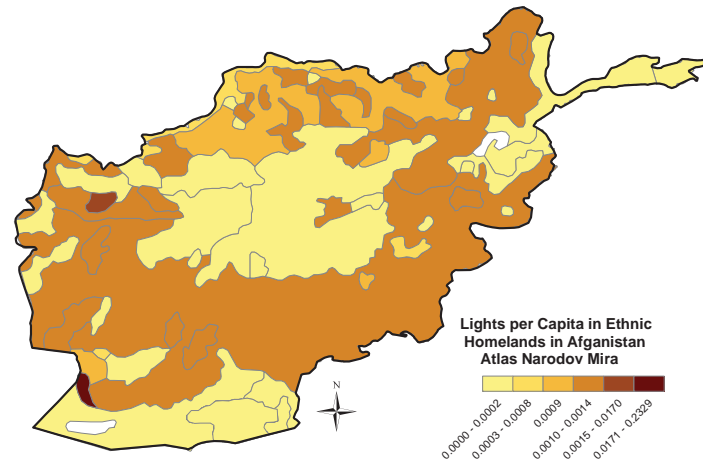 N
Lights per Capita in Ethnic
Homelands in Afganistan
Atlas Narodov Mira
0.0000 - 0.0002
0.0003 - 0.0008
0.0009
0.0010 - 0.0014
0.0015 - 0.0170
0.0171 - 0.2329